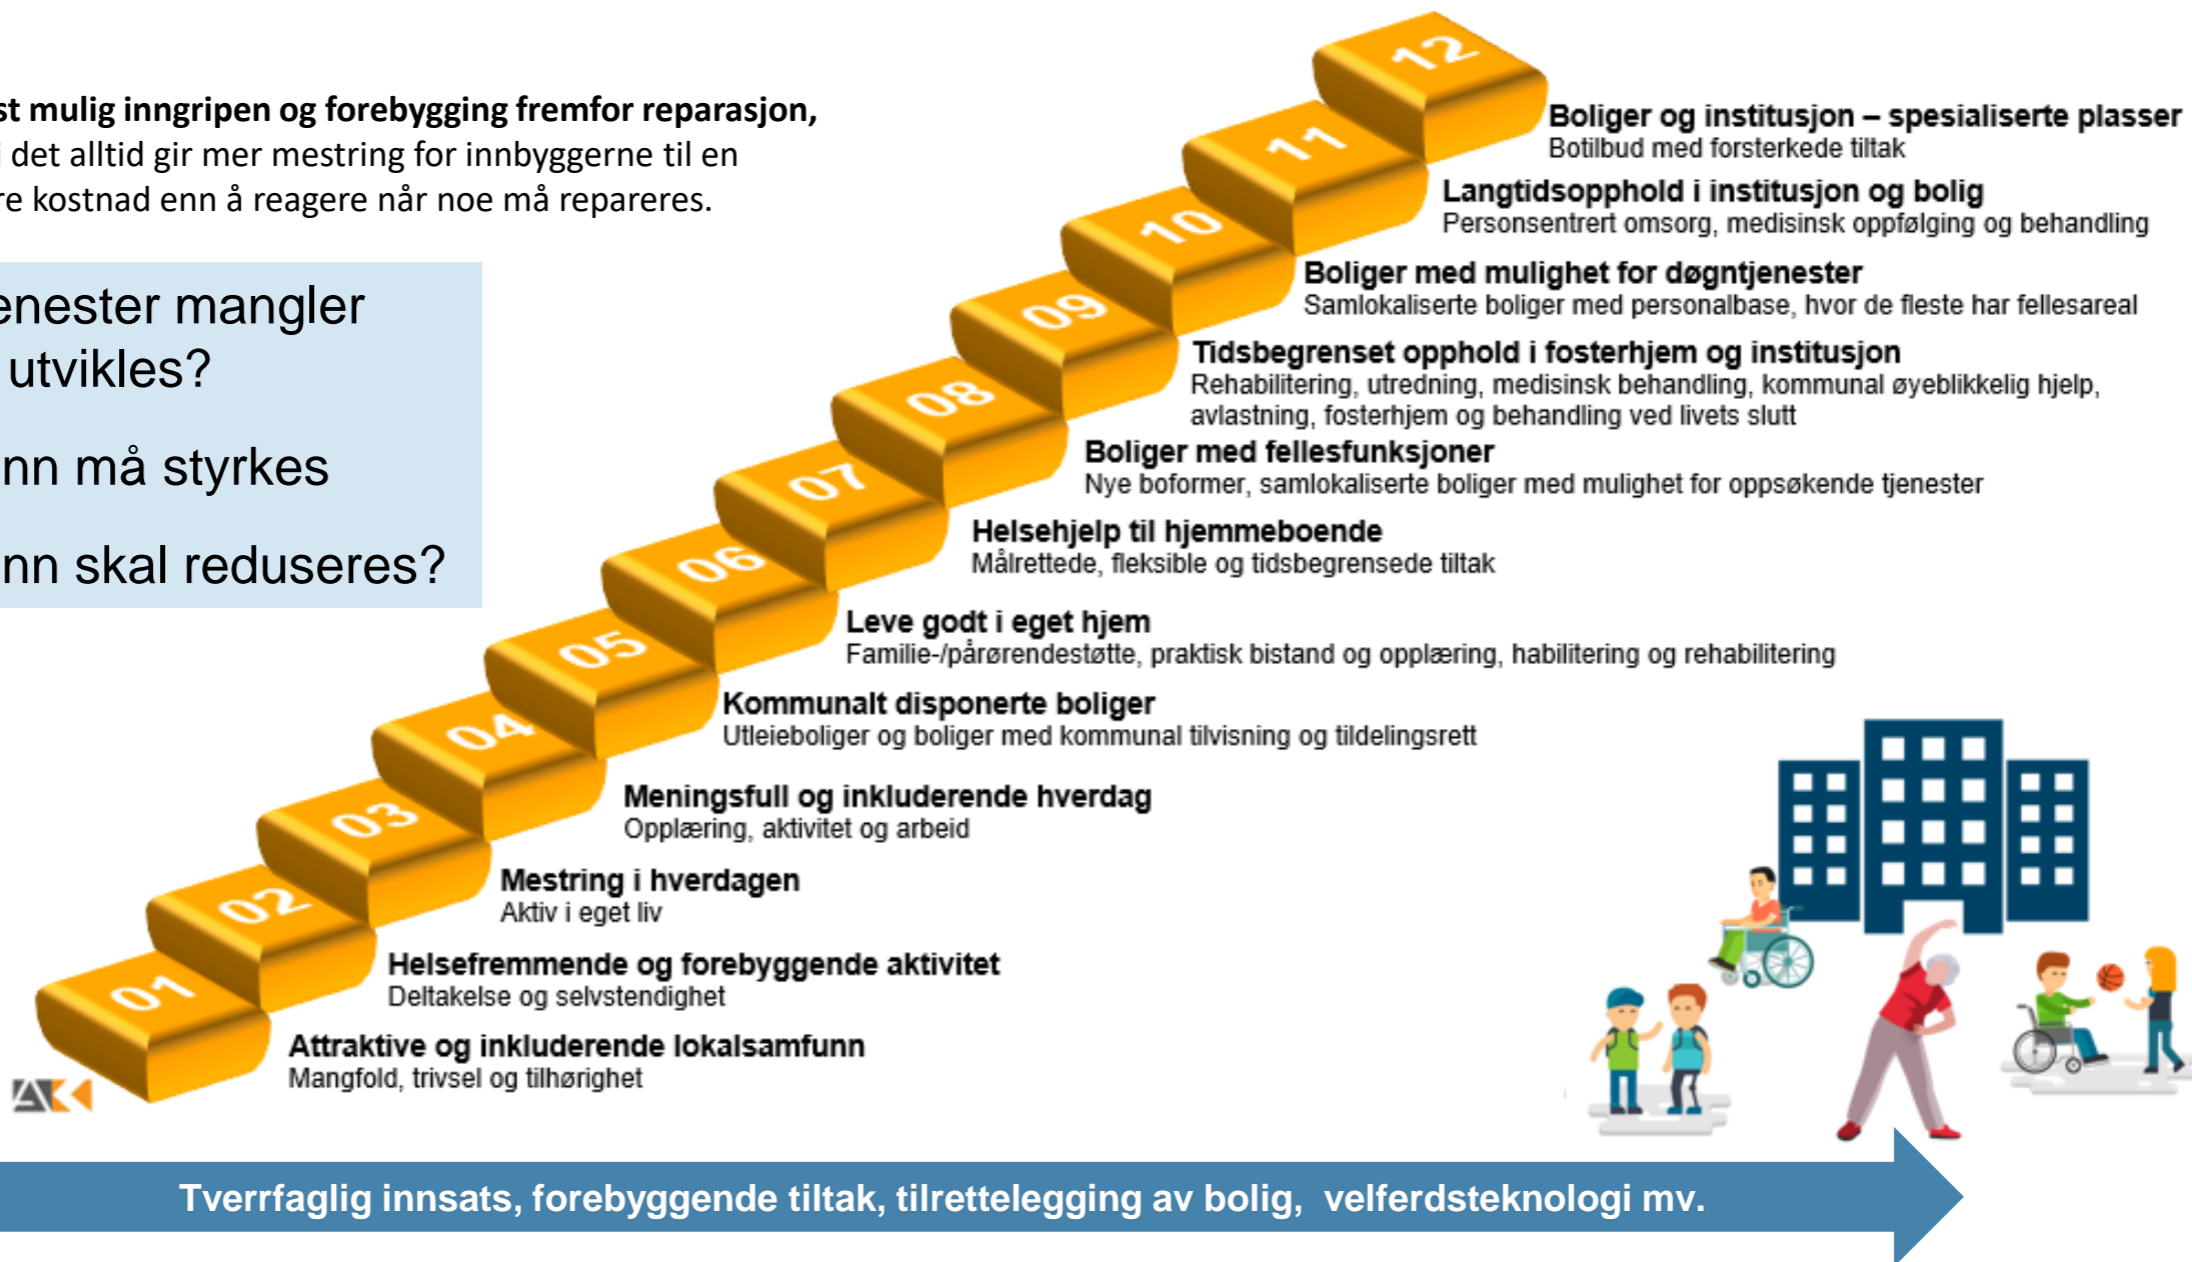 st mulig inngripen og forebygging fremfor reparasjon,
i det alltid gir mer mestring for innbyggerne til en
re kostnad enn å reagere når noe må repareres.
enester mangler
utvikles?
nn må styrkes
nn skal reduseres?
12
Boliger og institusjon – spesialiserte plasser
Botilbud med forsterkede tiltak
11
Langtidsopphold i institusjon og bolig
Personsentrert omsorg, medisinsk oppfølging og behandling
10
Boliger med mulighet for døgntjenester
Samlokaliserte boliger med personalbase, hvor de fleste har fellesareal
09
Tidsbegrenset opphold i fosterhjem og institusjon
Rehabilitering, utredning, medisinsk behandling, kommunal øyeblikkelig hjelp,
avlastning, fosterhjem og behandling ved livets slutt
08
Boliger med fellesfunksjoner
Nye boformer, samlokaliserte boliger med mulighet for oppsøkende tjenester
07
Helsehjelp til hjemmeboende
Målrettede, fleksible og tidsbegrensede tiltak
06
Leve godt i eget hjem
Familie-/pårørendestøtte, praktisk bistand og opplæring, habilitering og rehabilitering
05
Kommunalt disponerte boliger
Utleieboliger og boliger med kommunal tilvisning og tildelingsrett
04
Meningsfull og inkluderende hverdag
Opplæring, aktivitet og arbeid
03
Mestring i hverdagen
Aktiv i eget liv
02
Helsefremmende og forebyggende aktivitet
Deltakelse og selvstendighet
01
Attraktive og inkluderende lokalsamfunn
Mangfold, trivsel og tilhørighet
Tverrfaglig innsats, forebyggende tiltak, tilrettelegging av bolig, velferdsteknologi mv.